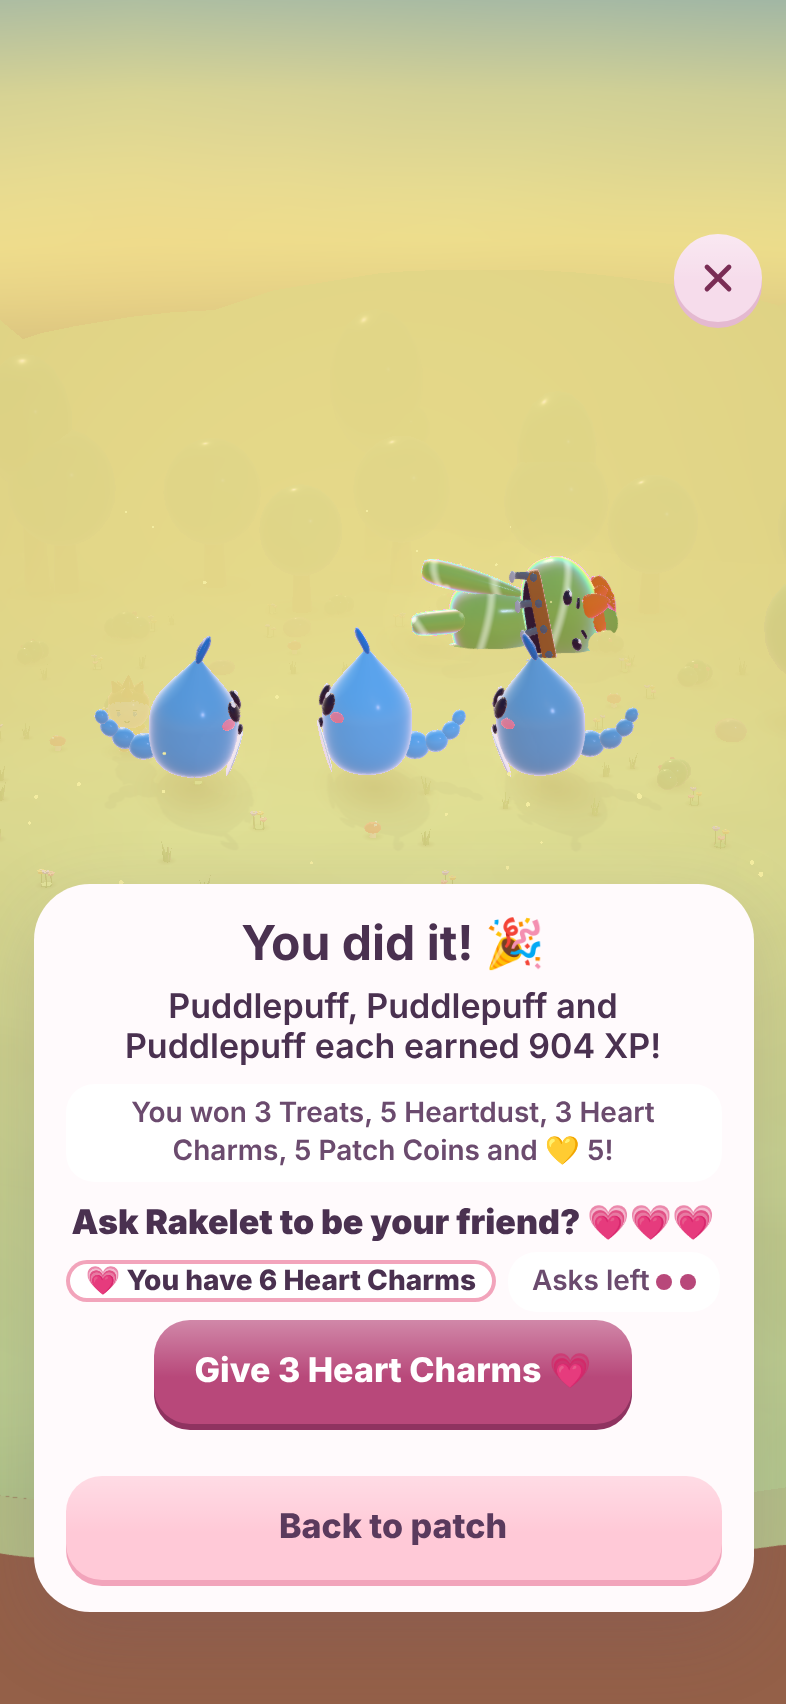 You did it! 🎉
Puddlepuff, Puddlepuff and
Puddlepuff each earned 904 XP!
You won 3 Treats, 5 Heartdust, 3 Heart
Charms, 5 Patch Coins and 💛 5!
Ask Rakelet to be your friend? 💗💗💗
💗 You have 6 Heart Charms
Asks left
Give 3 Heart Charms 💗
Back to patch